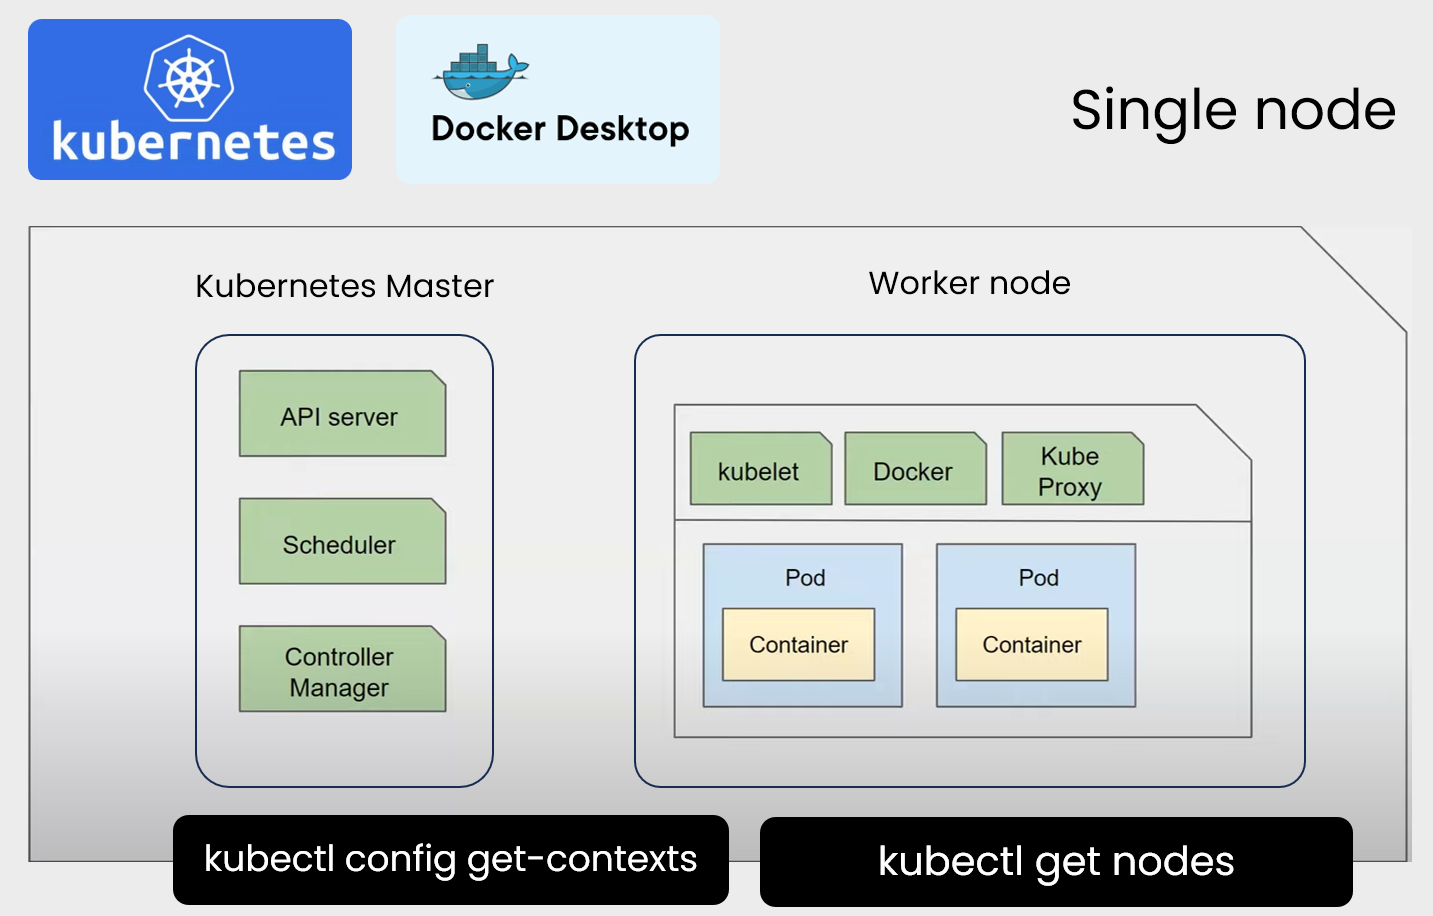 kubernetes
Docker Desktop
Single node
Kubernetes Master
Worker node
API server
Scheduler
Controller
Manager
kubelet
Docker
Kube
Proxy
Pod
Container
Pod
Container
kubectl config get-contexts
kubectl get nodes